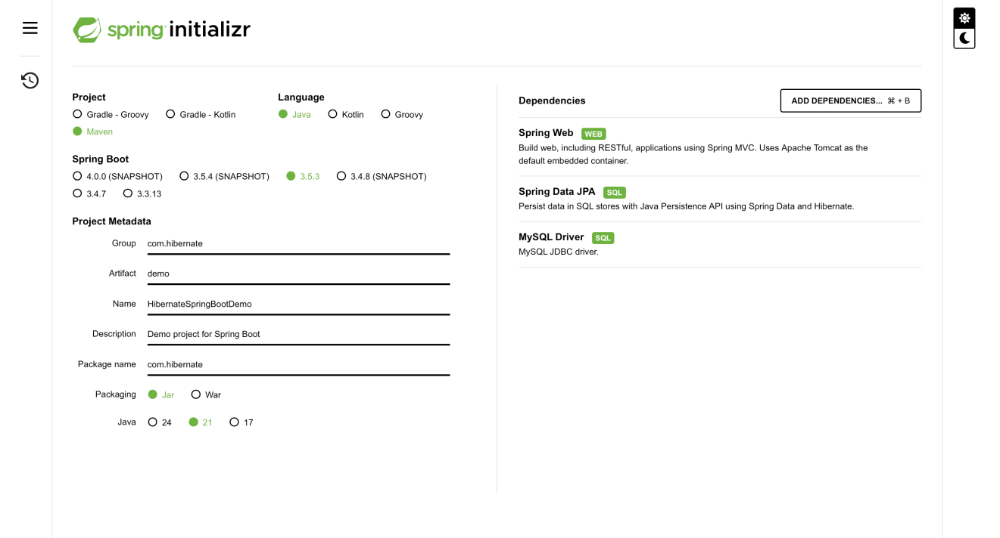 spring initializr
Project
Gradle - Groovy Gradle - Kotlin
Maven
Language
Java Kotlin Groovy
Spring Boot
4.0.0 (SNAPSHOT) 3.5.4 (SNAPSHOT) 3.5.3 3.4.8 (SNAPSHOT)
3.4.7 3.3.13
Project Metadata
Group com.hibernate
Artifact demo
Name HibernateSpringBootDemo
Description Demo project for Spring Boot
Package name com.hibernate
Packaging Jar War
Java 24 21 17
Dependencies
ADD DEPENDENCIES... ⌘ + B
Spring Web WEB
Build web, including RESTful, applications using Spring MVC. Uses Apache Tomcat as the
default embedded container.
Spring Data JPA SQL
Persist data in SQL stores with Java Persistence API using Spring Data and Hibernate.
MySQL Driver SQL
MySQL JDBC driver.